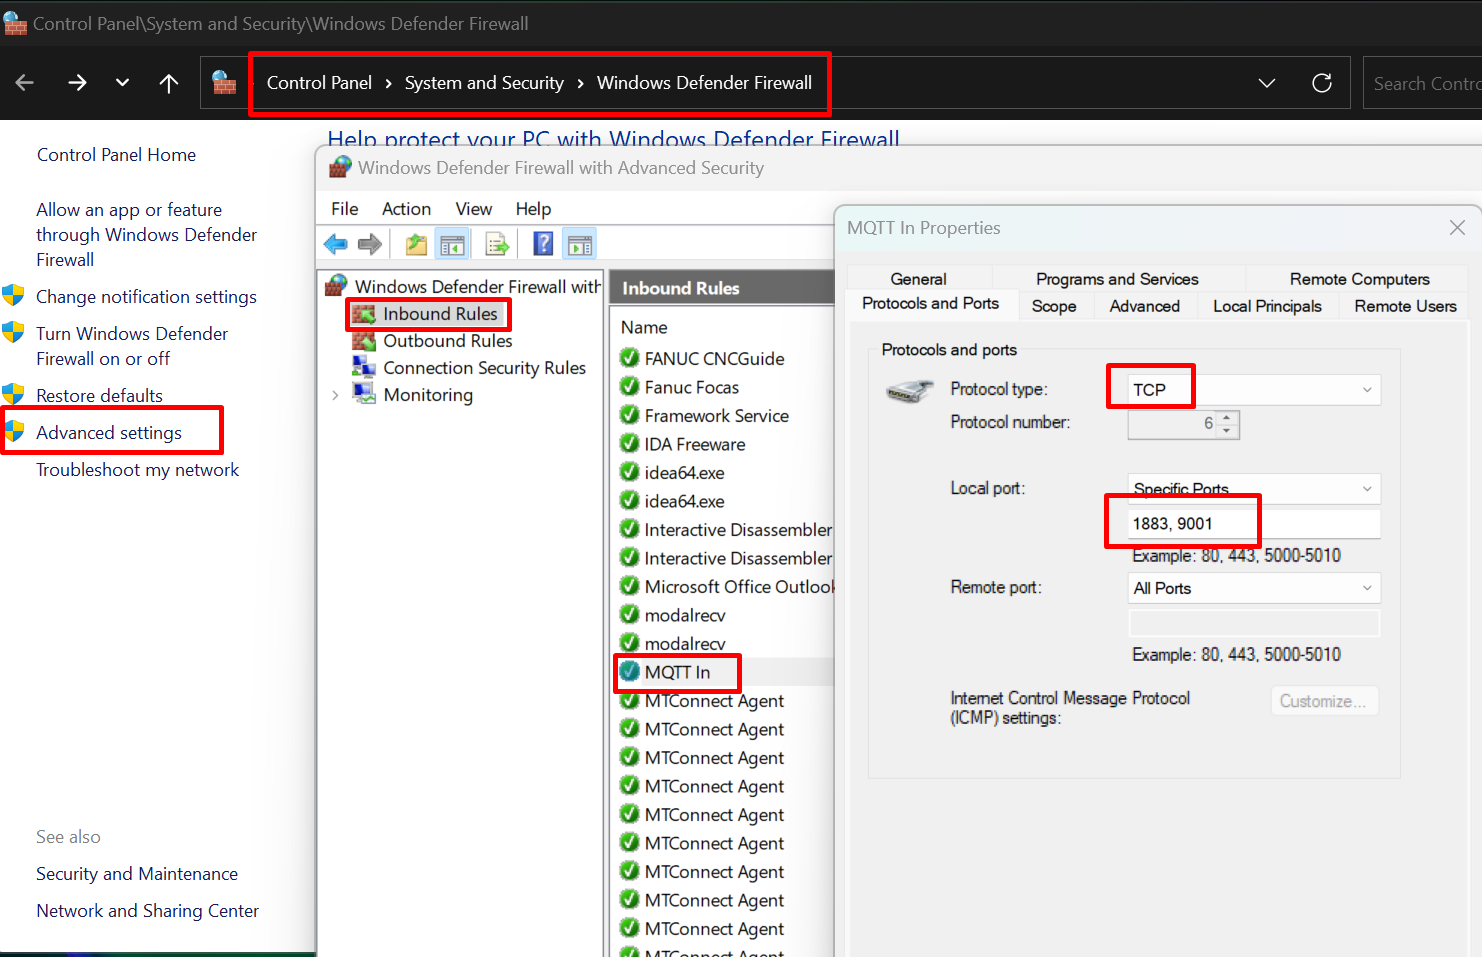 Control Panel\System and Security\Windows Defender Firewall
Control Panel › System and Security › Windows Defender Firewall
Search Contro
Control Panel Home
Allow an app or feature
through Windows Defender
Firewall
Change notification settings
Turn Windows Defender
Firewall on or off
Restore defaults
Advanced settings
Troubleshoot my network
See also
Security and Maintenance
Network and Sharing Center
Help protect your PC with Windows Defender Firewall
Windows Defender Firewall with Advanced Security
File Action View Help
Windows Defender Firewall with
Inbound Rules
Outbound Rules
Connection Security Rules
Monitoring
Inbound Rules
Name
FANUC CNCGuide
Fanuc Focas
Framework Service
IDA Freeware
idea64.exe
idea64.exe
Interactive Disassembler
Interactive Disassembler
Microsoft Office Outlook
modalrecv
modalrecv
MQTT In
MTConnect Agent
MTConnect Agent
MTConnect Agent
MTConnect Agent
MTConnect Agent
MTConnect Agent
MTConnect Agent
MTConnect Agent
MTConnect Agent
MTConnect Agent
MQTT In Properties
General Programs and Services Remote Computers
Protocols and Ports Scope Advanced Local Principals Remote Users
Protocols and ports
Protocol type: TCP
Protocol number: 6
Local port: Specific Ports
1883, 9001
Example: 80, 443, 5000-5010
Remote port: All Ports
Example: 80, 443, 5000-5010
Internet Control Message Protocol
(ICMP) settings:
Customize...